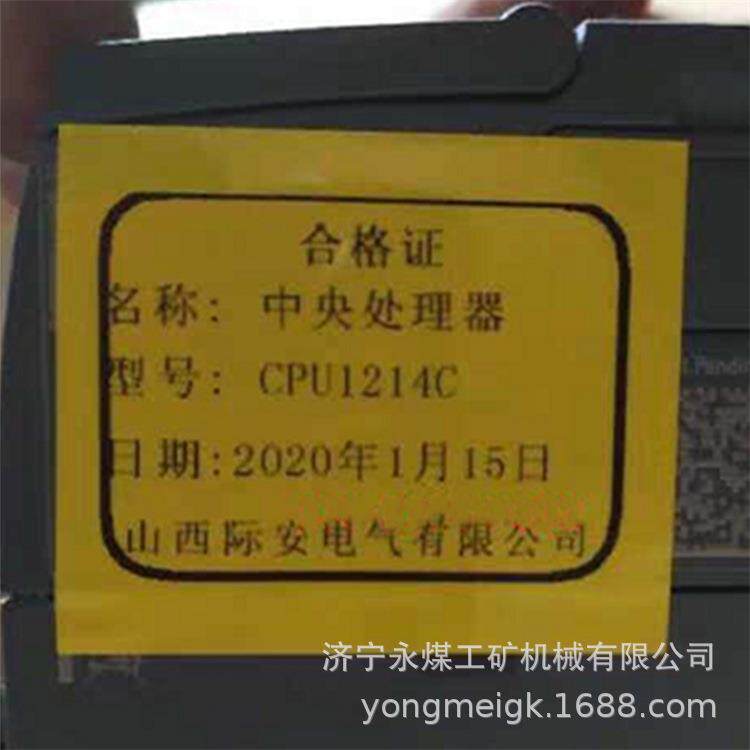 合格证
名称: 中央处理器
型号: CPU1214C
日期:2020年1月15日
山西际安电气有限公司
济宁永煤工矿机械有限公司
yongmeigk.1688.com